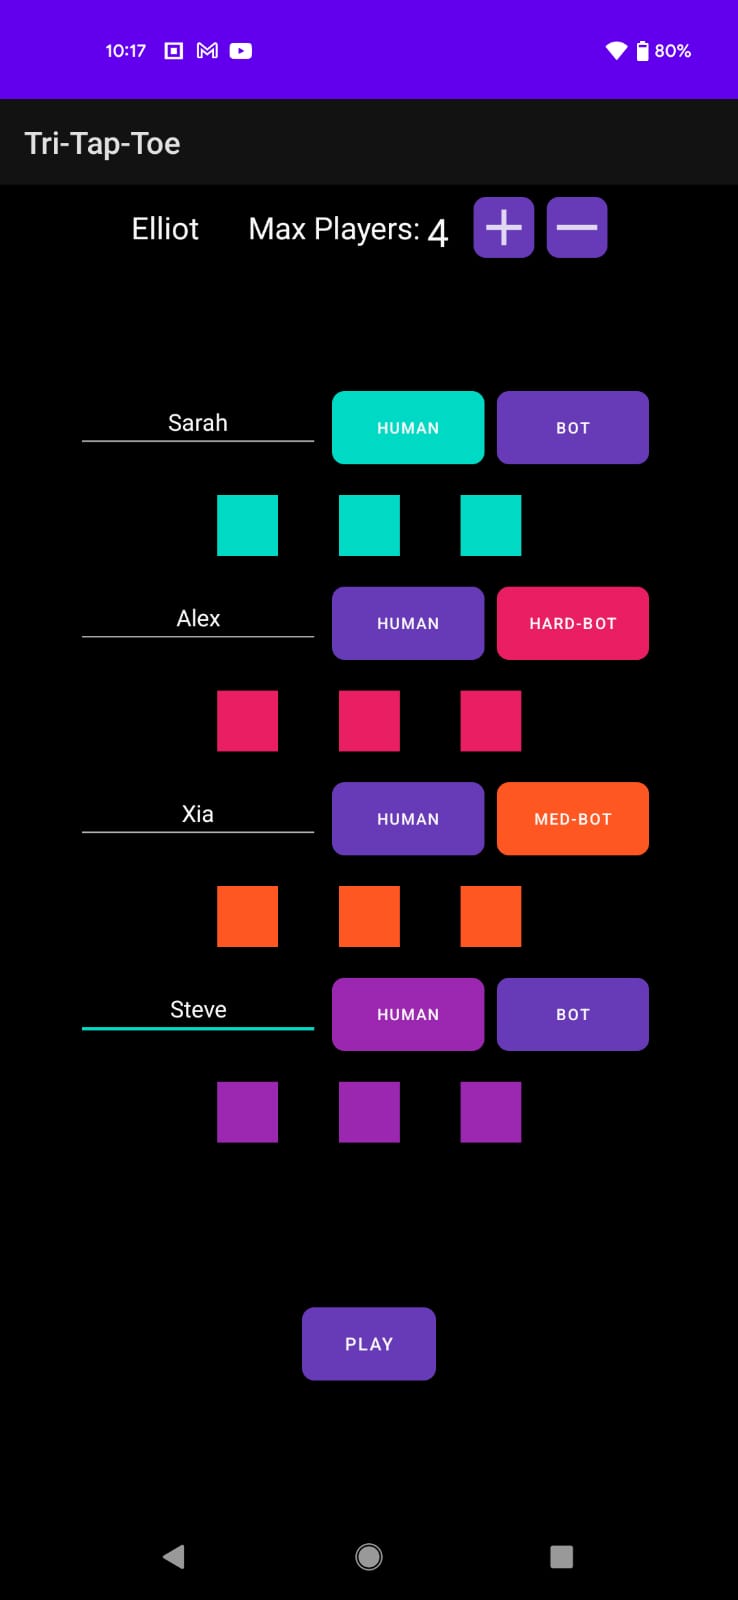 10:17 80%
Tri-Tap-Toe
Elliot Max Players: 4 + −
Sarah HUMAN BOT
Alex HUMAN HARD-BOT
Xia HUMAN MED-BOT
Steve HUMAN BOT
PLAY